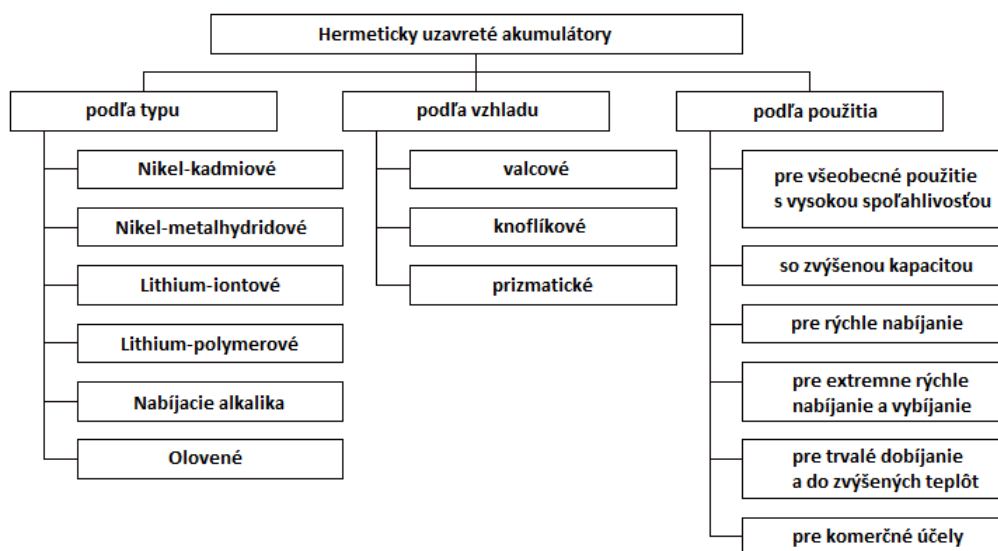 Hermeticky uzavreté akumulátory
podľa typu
Nikel-kadmiové
Nikel-metalhydridové
Lithium-iontové
Lithium-polymerové
Nabíjacie alkalika
Olovené
podľa vzhladu
valcové
knoflíkové
prizmatické
podľa použitia
pre všeobecné použitie
s vysokou spoľahlivosťou
so zvýšenou kapacitou
pre rýchle nabíjanie
pre extremne rýchle
nabíjanie a vybíjanie
pre trvalé dobíjanie
a do zvýšených teplôt
pre komerčné účely